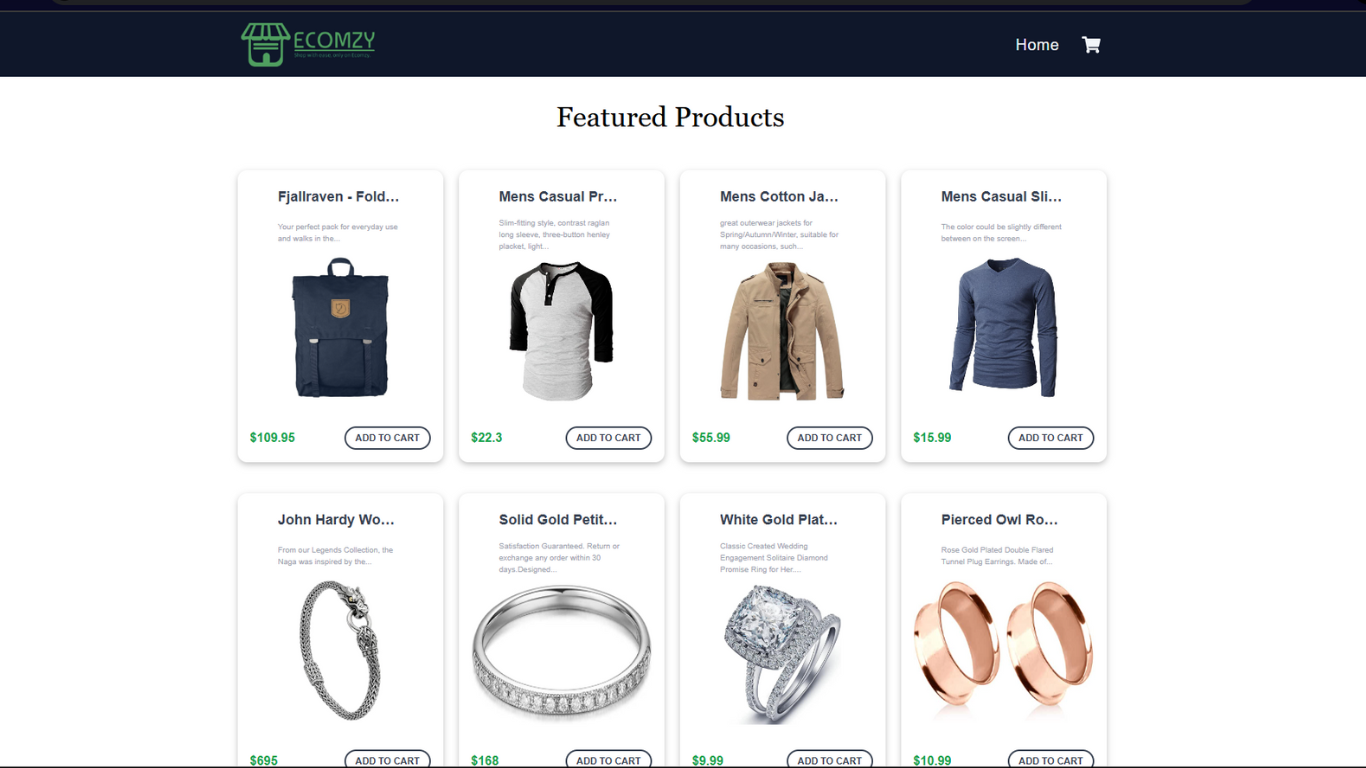 ECOMZY
Home
Featured Products
Fjallraven - Fold...
Your perfect pack for everyday use
and walks in the...
$109.95
ADD TO CART
Mens Casual Pr...
Slim-fitting style, contrast raglan
long sleeve, three-button henley
placket, light...
$22.3
ADD TO CART
Mens Cotton Ja...
great outerwear jackets for
Spring/Autumn/Winter, suitable for
many occasions, such...
$55.99
ADD TO CART
Mens Casual Sli...
The color could be slightly different
between on the screen...
$15.99
ADD TO CART
John Hardy Wo...
From our Legends Collection, the
Naga was inspired by the...
$695
ADD TO CART
Solid Gold Petit...
Satisfaction Guaranteed. Return or
exchange any order within 30
days.Designed...
$168
ADD TO CART
White Gold Plat...
Classic Created Wedding
Engagement Solitaire Diamond
Promise Ring for Her....
$9.99
ADD TO CART
Pierced Owl Ro...
Rose Gold Plated Double Flared
Tunnel Plug Earrings. Made of...
$10.99
ADD TO CART